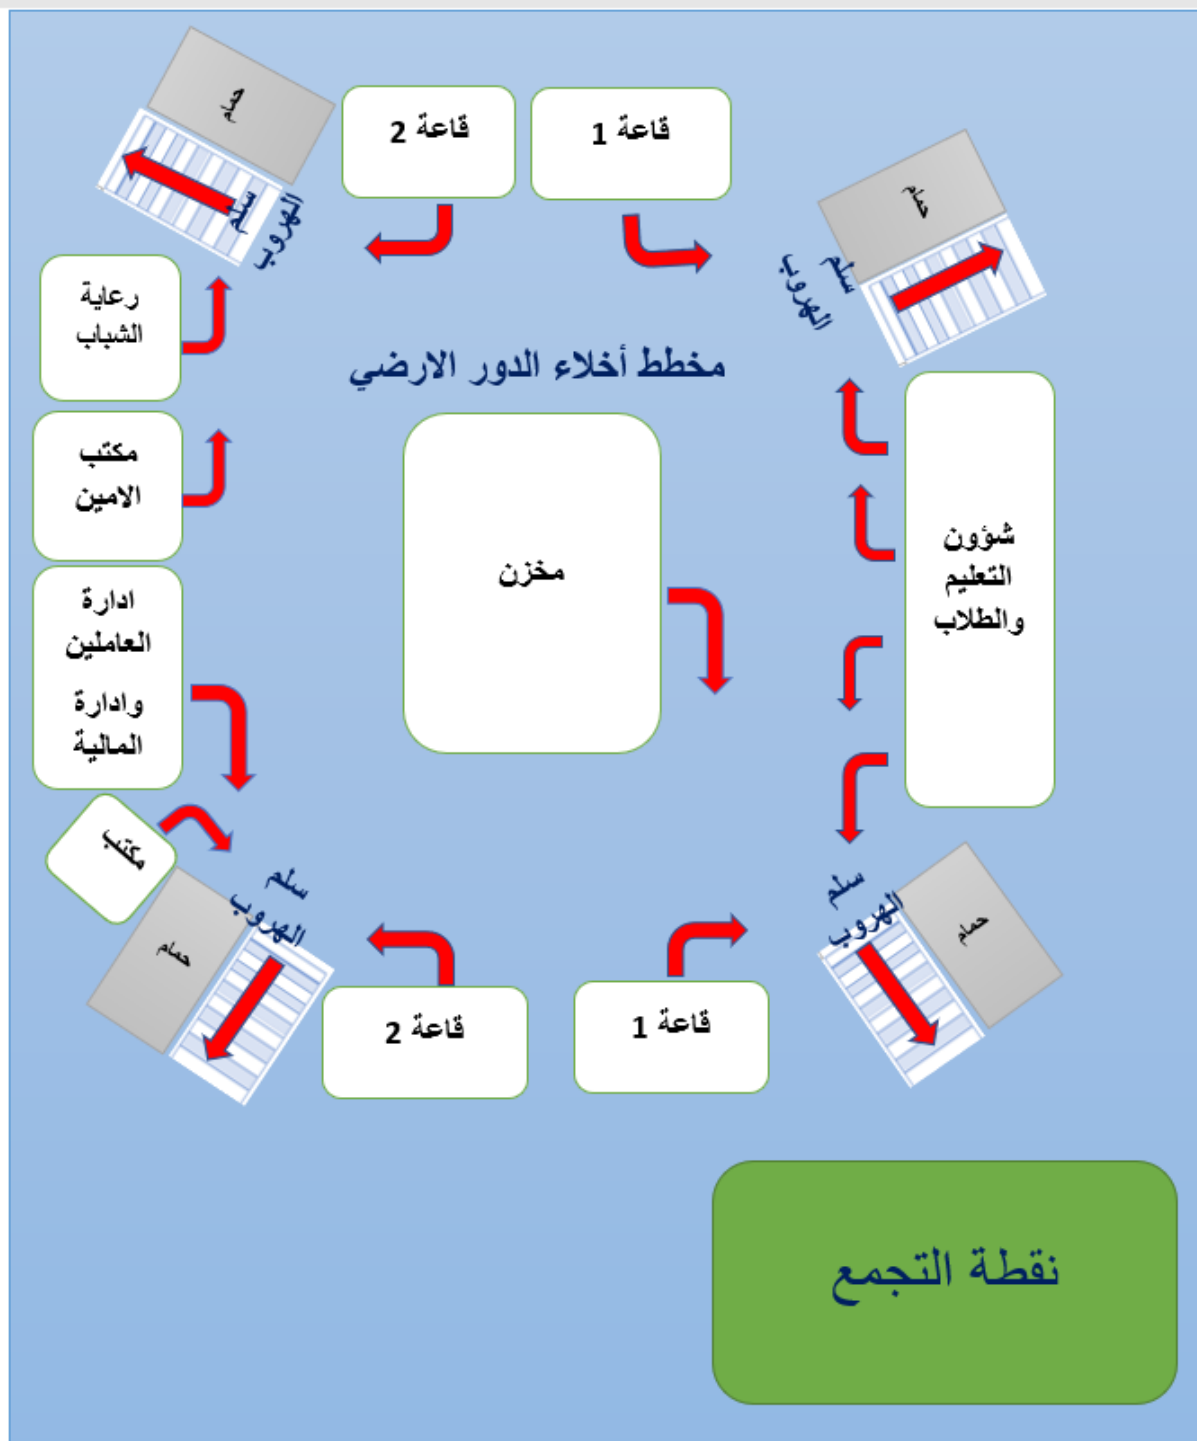 حمام
سلم
الهروب
قاعة 2
قاعة 1
حمام
سلم
الهروب
رعاية
الشباب
مخطط أخلاء الدور الارضي
مكتب
الامين
مخزن
شؤون
التعليم
والطلاب
ادارة
العاملين
وادارة
المالية
مكتب
سلم
الهروب
حمام
سلم
الهروب
حمام
قاعة 2
قاعة 1
نقطة التجمع